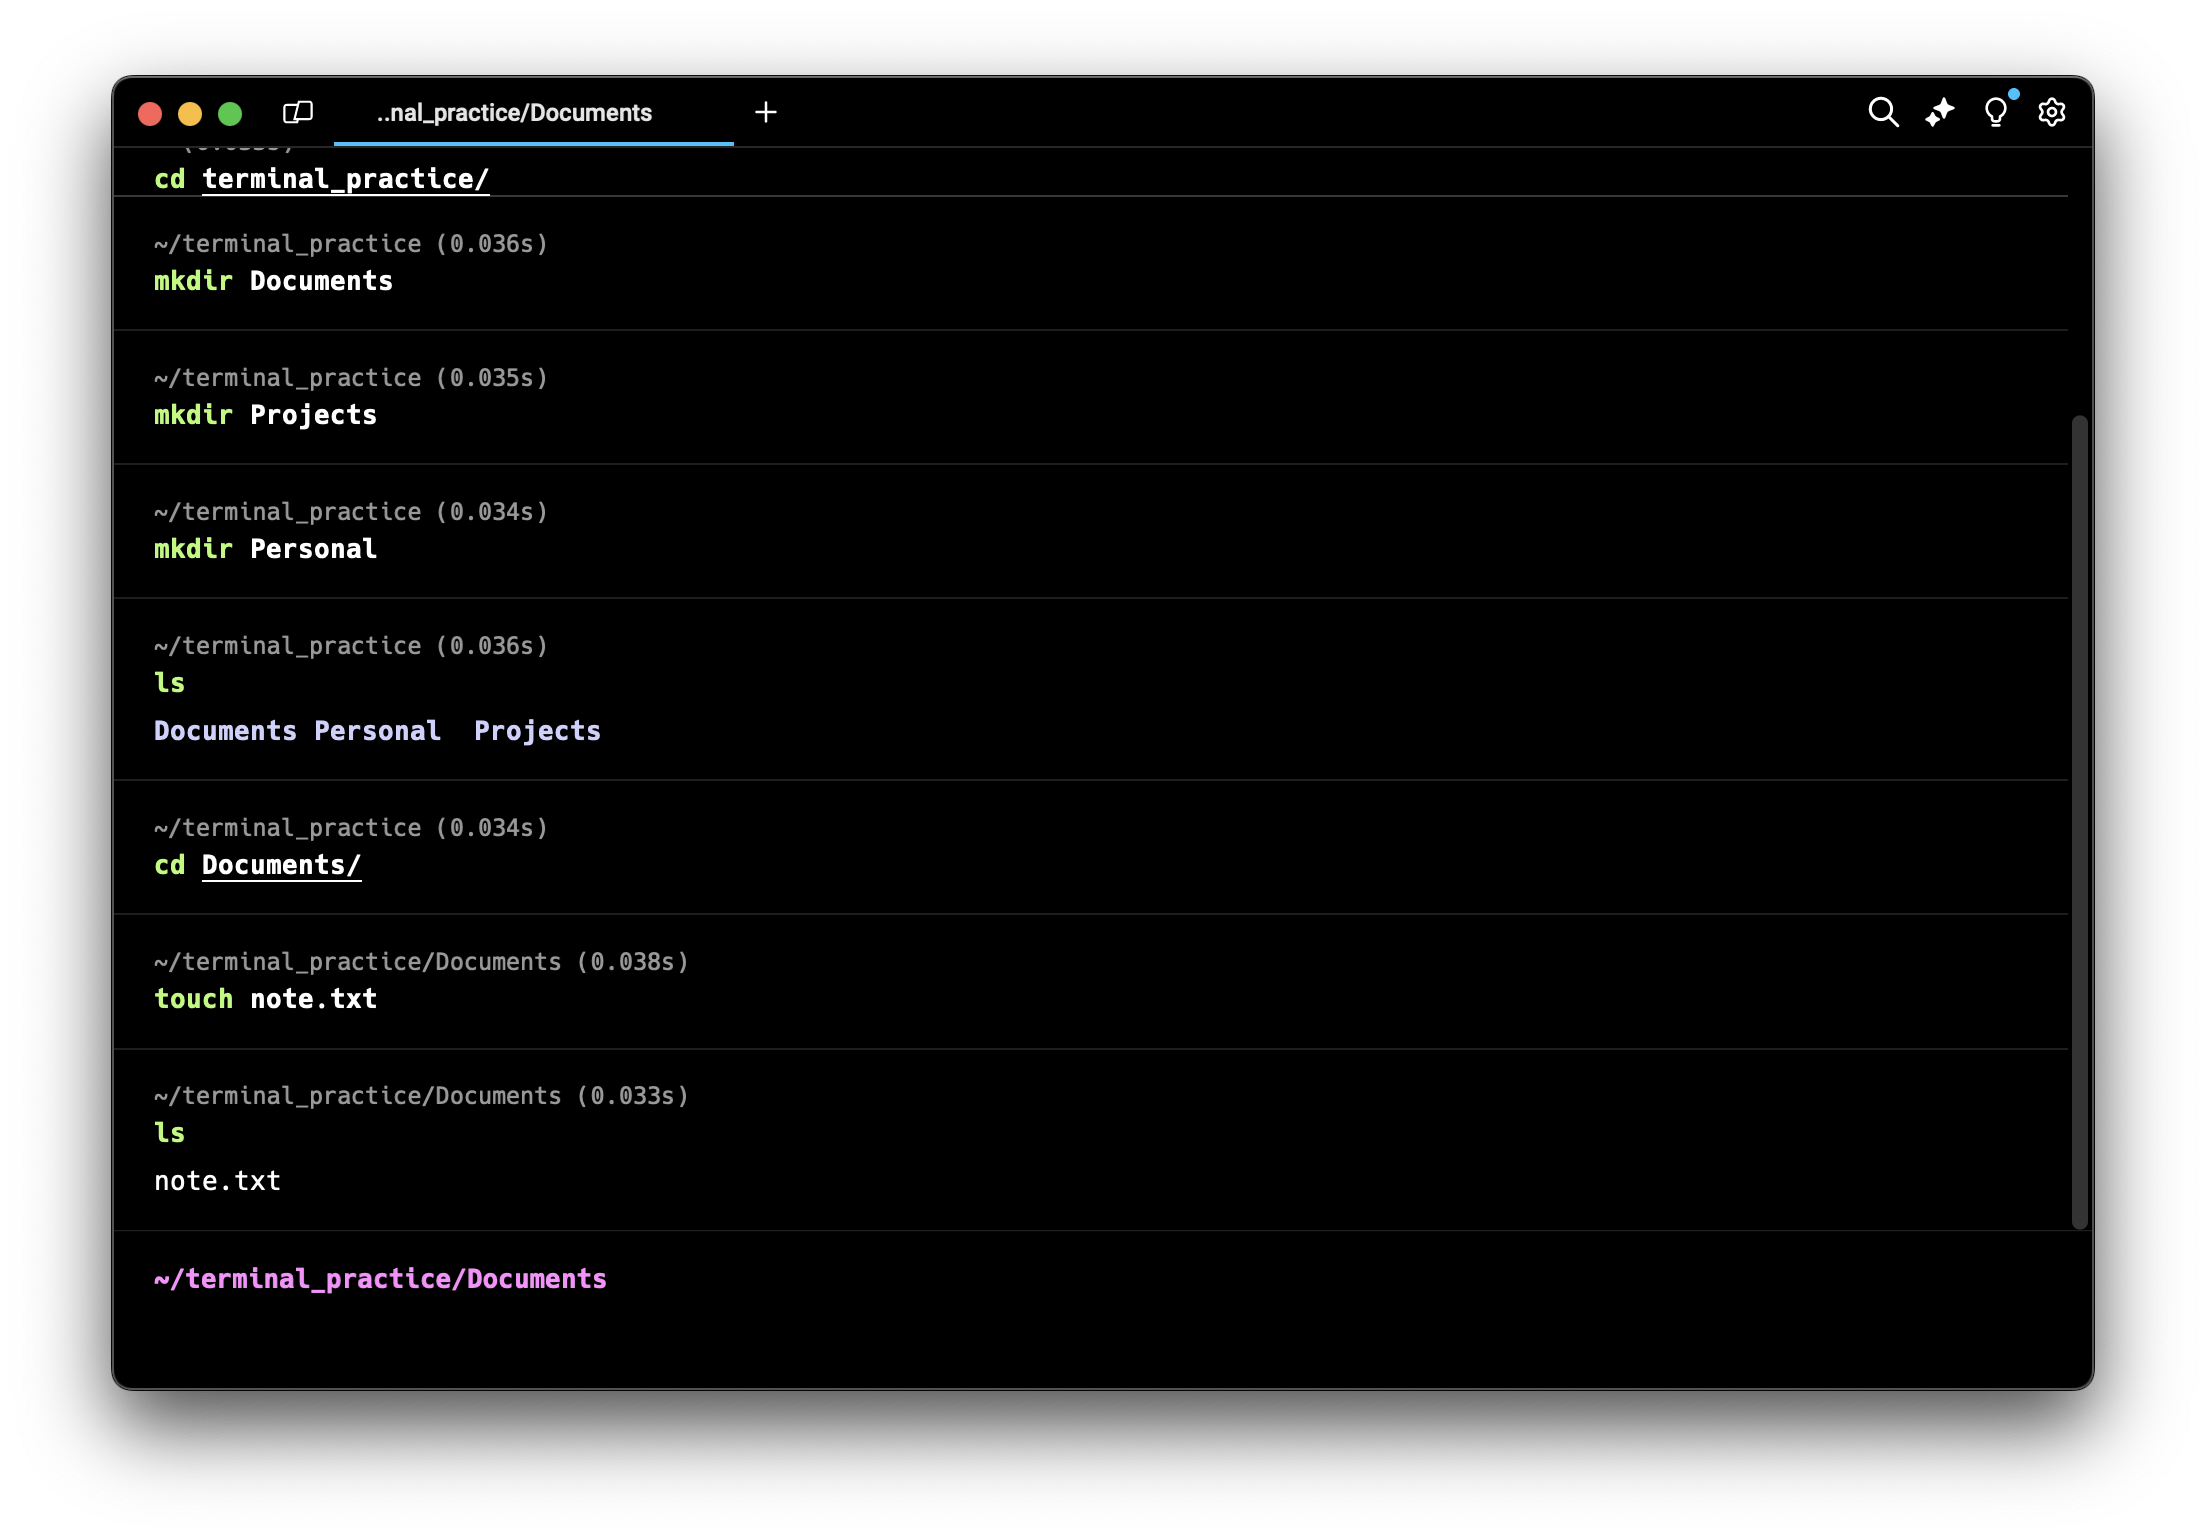 ..nal_practice/Documents
cd terminal_practice/
~/terminal_practice (0.036s)
mkdir Documents
~/terminal_practice (0.035s)
mkdir Projects
~/terminal_practice (0.034s)
mkdir Personal
~/terminal_practice (0.036s)
ls
Documents Personal  Projects
~/terminal_practice (0.034s)
cd Documents/
~/terminal_practice/Documents (0.038s)
touch note.txt
~/terminal_practice/Documents (0.033s)
ls
note.txt
~/terminal_practice/Documents